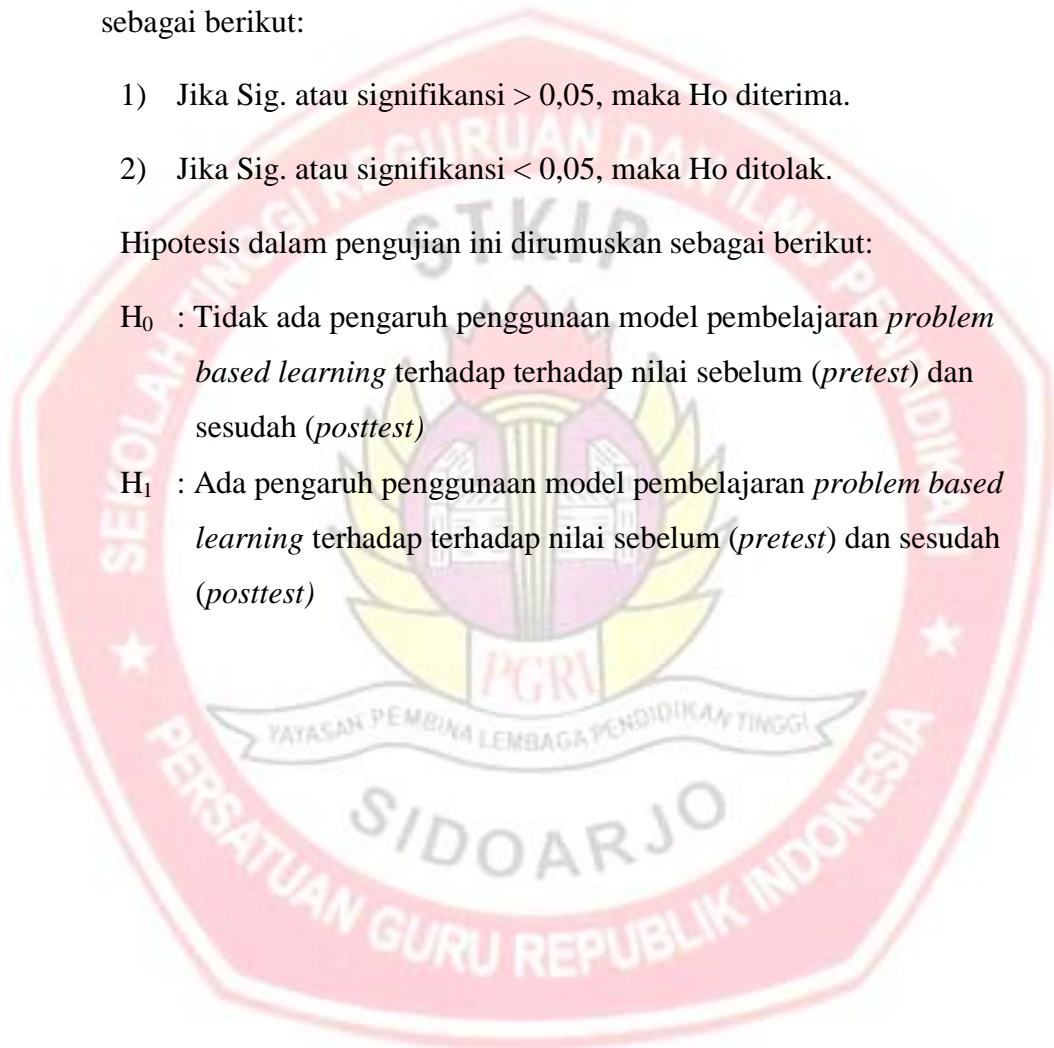 sebagai berikut:
1) Jika Sig. atau signifikansi > 0,05, maka Ho diterima.
2) Jika Sig. atau signifikansi < 0,05, maka Ho ditolak.
Hipotesis dalam pengujian ini dirumuskan sebagai berikut:
H₀ : Tidak ada pengaruh penggunaan model pembelajaran problem
based learning terhadap terhadap nilai sebelum (pretest) dan
sesudah (posttest)
H₁ : Ada pengaruh penggunaan model pembelajaran problem based
learning terhadap terhadap nilai sebelum (pretest) dan sesudah
(posttest)
SEKOLAH TINGGI KEGURUAN DAN ILMU PENDIDIKAN
STKIP
PGRI
YAYASAN PEMBINA LEMBAGA PENDIDIKAN TINGGI
SIDOARJO
PERSATUAN GURU REPUBLIK INDONESIA